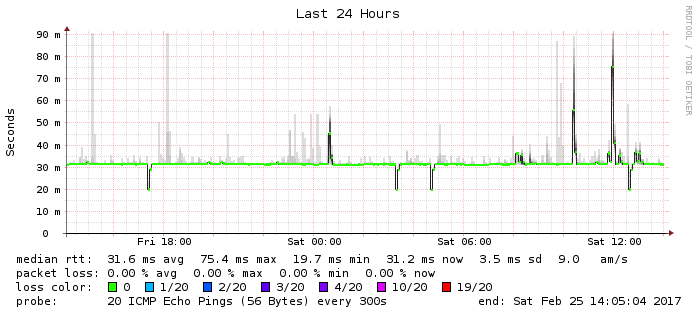 Last 24 Hours
RRDTOOL / TOBI OETIKER
Seconds
90 m
80 m
70 m
60 m
50 m
40 m
30 m
20 m
10 m
0
Fri 18:00 Sat 00:00 Sat 06:00 Sat 12:00
median rtt: 31.6 ms avg 75.4 ms max 19.7 ms min 31.2 ms now 3.5 ms sd 9.0 am/s
packet loss: 0.00 % avg 0.00 % max 0.00 % min 0.00 % now
loss color: 0 1/20 2/20 3/20 4/20 10/20 19/20
probe: 20 ICMP Echo Pings (56 Bytes) every 300s end: Sat Feb 25 14:05:04 2017